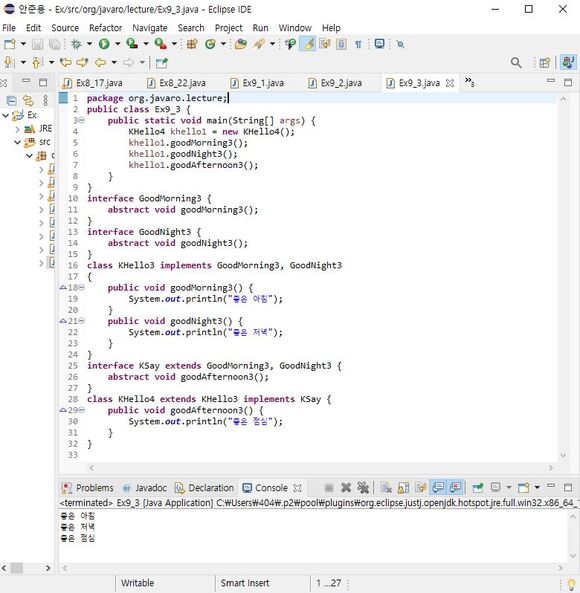 안준용 - Ex/src/org/javaro/lecture/Ex9_3.java - Eclipse IDE
File Edit Source Refactor Navigate Search Project Run Window Help
Ex8_17.java Ex8_22.java Ex9_1.java Ex9_2.java Ex9_3.java »3
Ex
JRE
src
1 package org.javaro.lecture;
2 public class Ex9_3 {
3 public static void main(String[] args) {
4 KHello4 khello1 = new KHello4();
5 khello1.goodMorning3();
6 khello1.goodNight3();
7 khello1.goodAfternoon3();
8 }
9 }
10 interface GoodMorning3 {
11 abstract void goodMorning3();
12 }
13 interface GoodNight3 {
14 abstract void goodNight3();
15 }
16 class KHello3 implements GoodMorning3, GoodNight3
17 {
18 public void goodMorning3() {
19 System.out.println("좋은 아침");
20 }
21 public void goodNight3() {
22 System.out.println("좋은 저녁");
23 }
24 }
25 interface KSay extends GoodMorning3, GoodNight3 {
26 abstract void goodAfternoon3();
27 }
28 class KHello4 extends KHello3 implements KSay {
29 public void goodAfternoon3() {
30 System.out.println("좋은 점심");
31 }
32 }
33
Problems Javadoc Declaration Console
<terminated> Ex9_3 [Java Application] C:₩Users₩404₩.p2₩pool₩plugins₩org.eclipse.justj.openjdk.hotspot.jre.full.win32.x86_64_
좋은 아침
좋은 저녁
좋은 점심
Writable Smart Insert 1 ...27